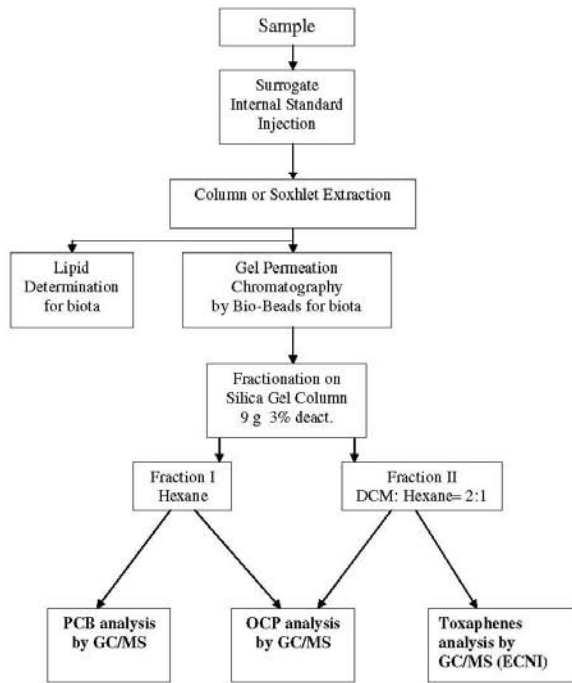 Sample
Surrogate
Internal Standard
Injection
Column or Soxhlet Extraction
Lipid
Determination
for biota
Gel Permeation
Chromatography
by Bio-Beads for biota
Fractionation on
Silica Gel Column
9 g 3% deact.
Fraction I
Hexane
Fraction II
DCM: Hexane= 2:1
PCB analysis
by GC/MS
OCP analysis
by GC/MS
Toxaphenes
analysis by
GC/MS (ECNI)